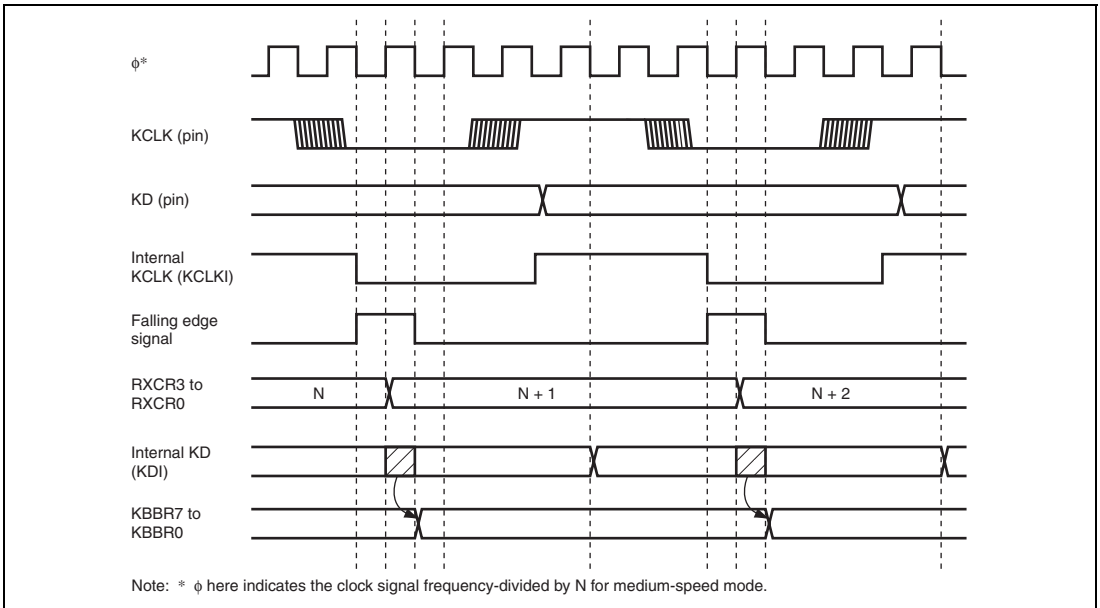 φ*
KCLK (pin)
KD (pin)
Internal
KCLK (KCLKI)
Falling edge
signal
RXCR3 to
RXCR0
N
N + 1
N + 2
Internal KD
(KDI)
KBBR7 to
KBBR0
Note: * φ here indicates the clock signal frequency-divided by N for medium-speed mode.